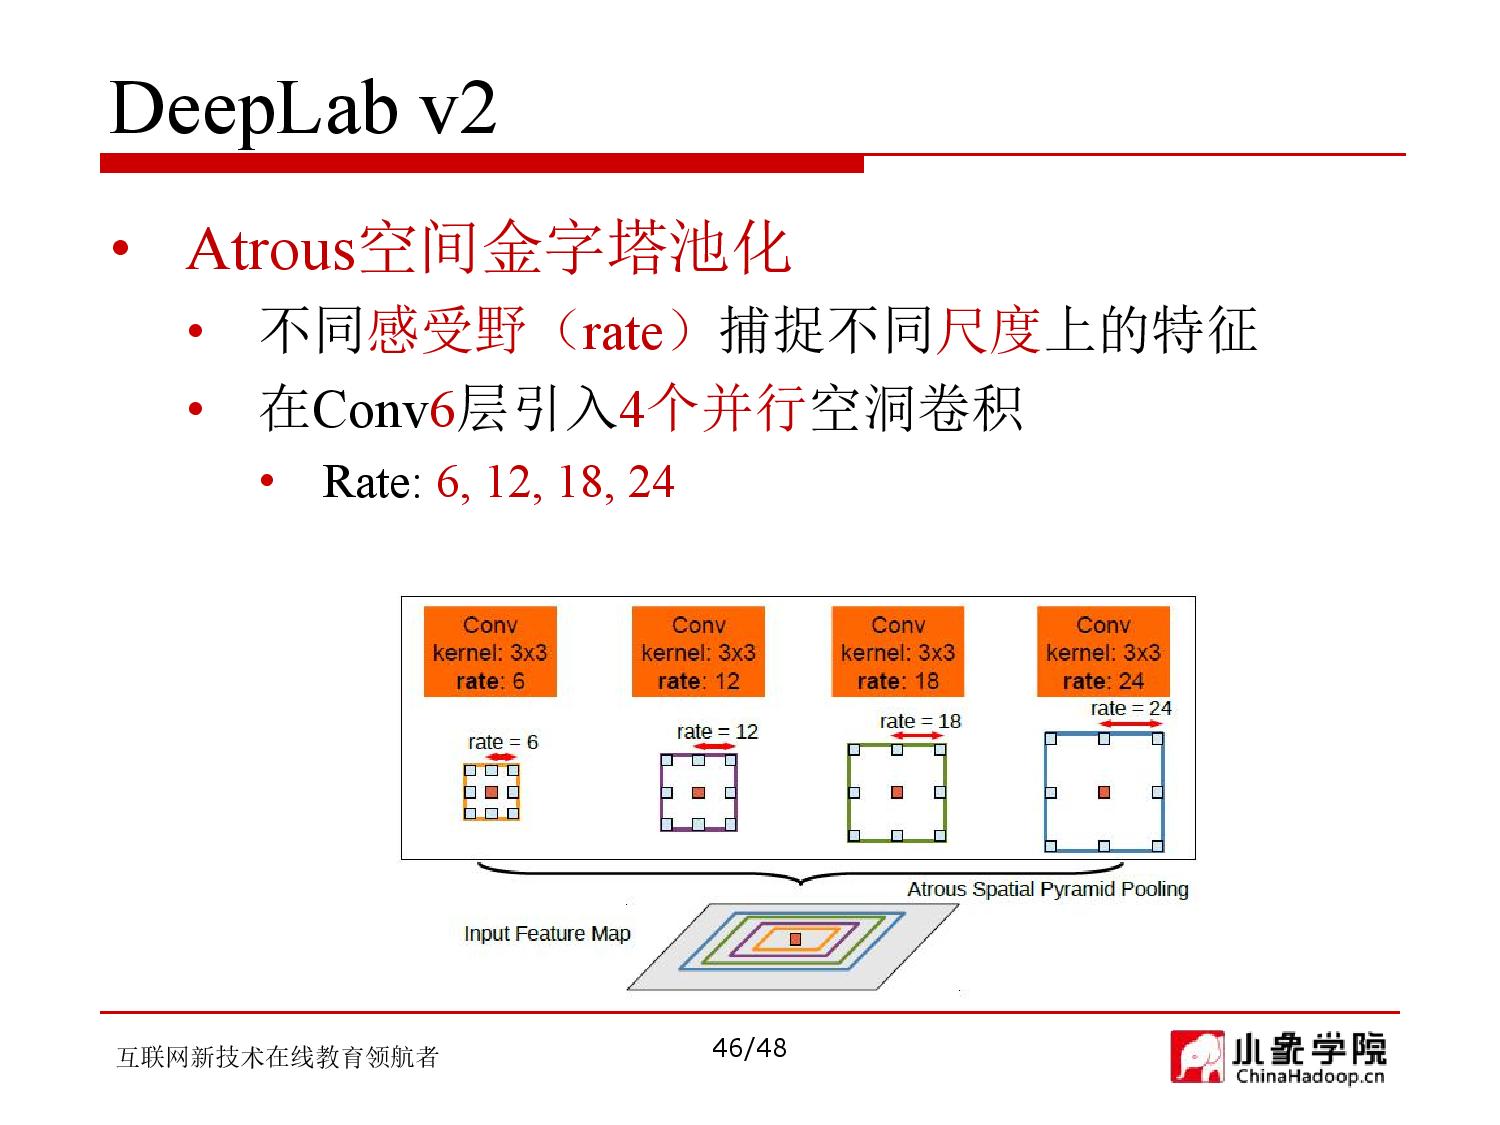 DeepLab v2
• Atrous空间金字塔池化
• 不同感受野（rate）捕捉不同尺度上的特征
• 在Conv6层引入4个并行空洞卷积
• Rate: 6, 12, 18, 24
Conv
kernel: 3x3
rate: 6
Conv
kernel: 3x3
rate: 12
Conv
kernel: 3x3
rate: 18
Conv
kernel: 3x3
rate: 24
rate = 6
rate = 12
rate = 18
rate = 24
Atrous Spatial Pyramid Pooling
Input Feature Map
互联网新技术在线教育领航者
46/48
小象学院
ChinaHadoop.cn